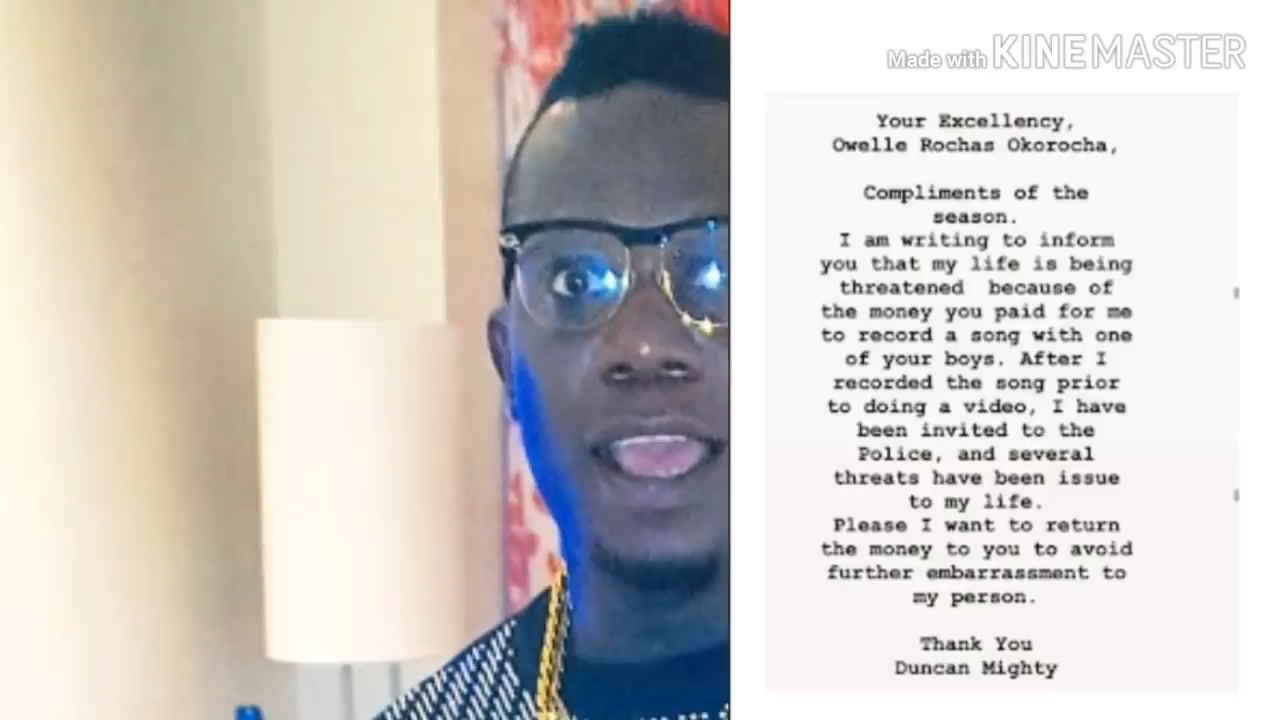 Made with KINEMASTER
Your Excellency,
Owelle Rochas Okorocha,
Compliments of the
season.
I am writing to inform
you that my life is being
threatened because of
the money you paid for me
to record a song with one
of your boys. After I
recorded the song prior
to doing a video, I have
been invited to the
Police, and several
threats have been issue
to my life.
Please I want to return
the money to you to avoid
further embarrassment to
my person.
Thank You
Duncan Mighty